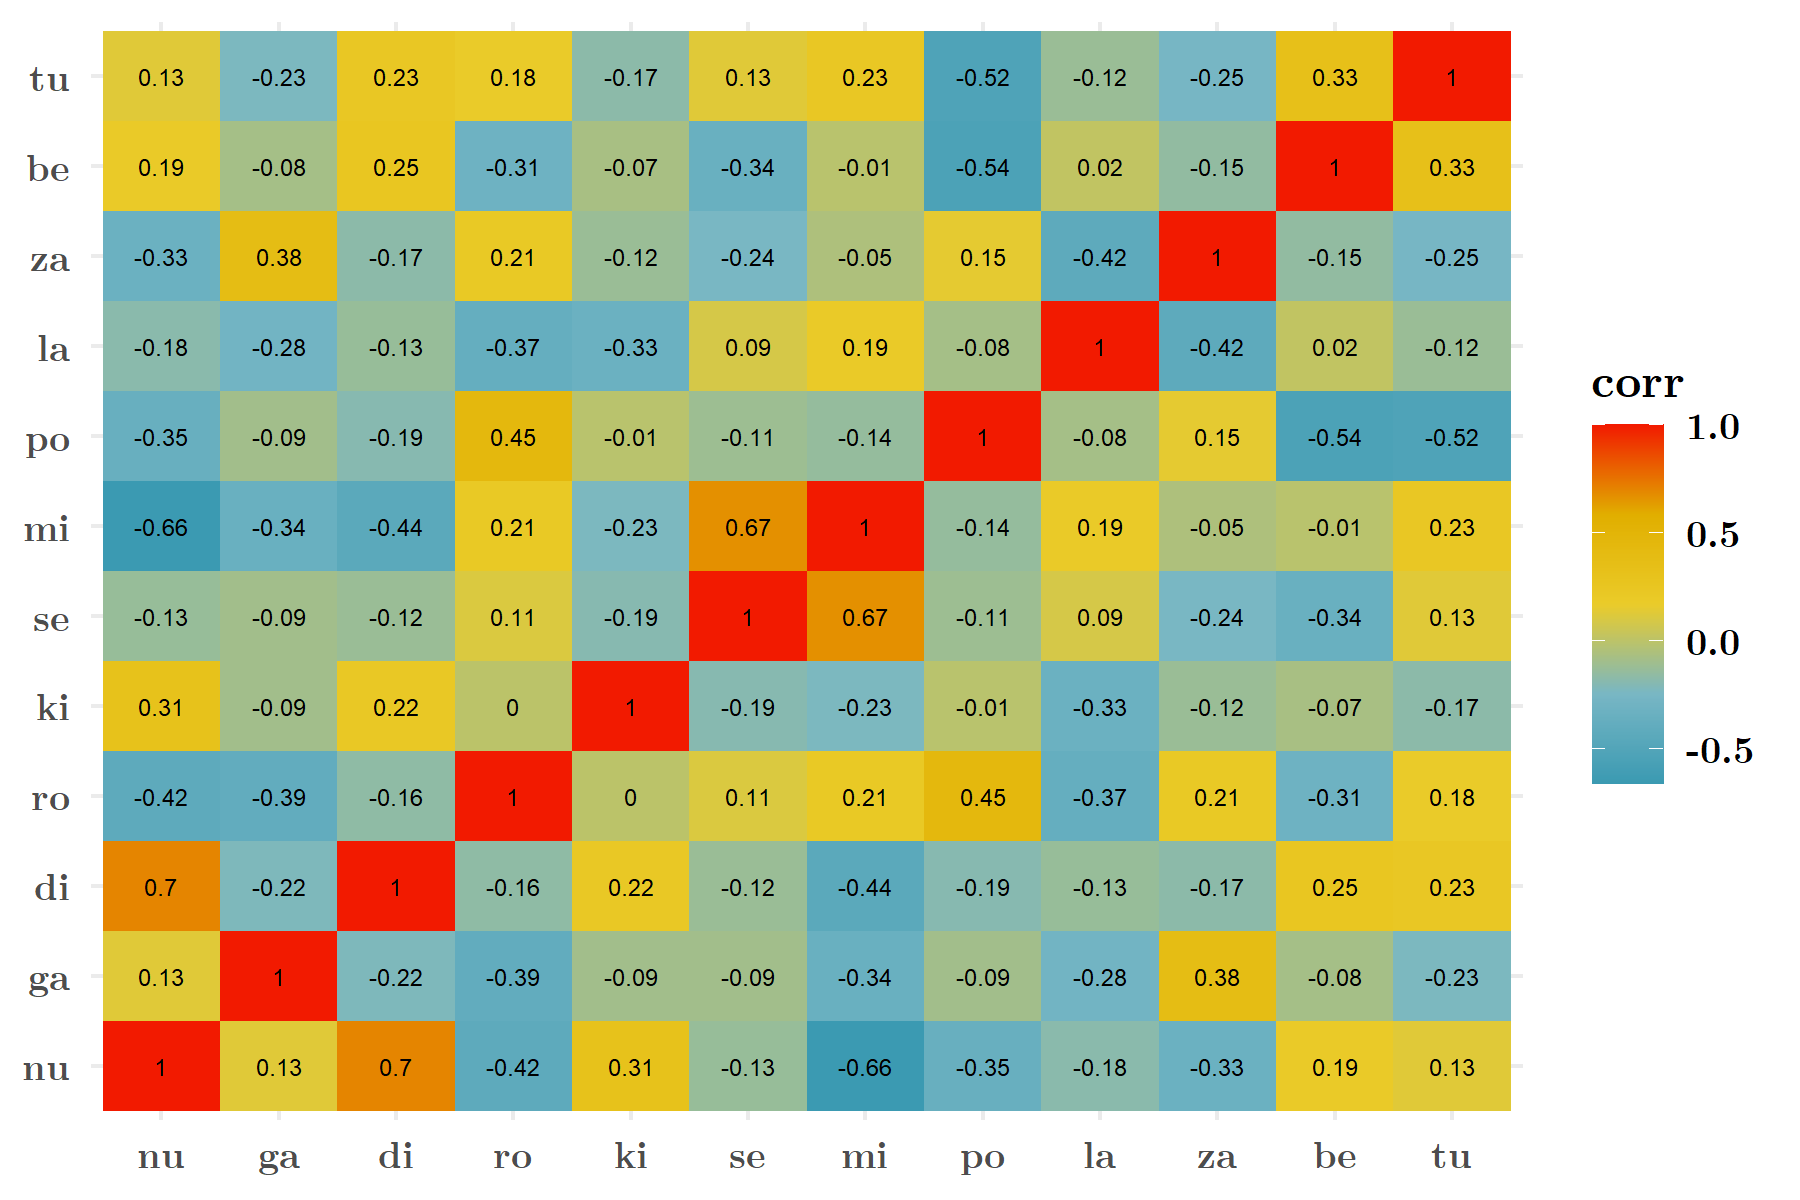 tu 0.13 -0.23 0.23 0.18 -0.17 0.13 0.23 -0.52 -0.12 -0.25 0.33 1
be 0.19 -0.08 0.25 -0.31 -0.07 -0.34 -0.01 -0.54 0.02 -0.15 1 0.33
za -0.33 0.38 -0.17 0.21 -0.12 -0.24 -0.05 0.15 -0.42 1 -0.15 -0.25
la -0.18 -0.28 -0.13 -0.37 -0.33 0.09 0.19 -0.08 1 -0.42 0.02 -0.12
po -0.35 -0.09 -0.19 0.45 -0.01 -0.11 -0.14 1 -0.08 0.15 -0.54 -0.52
mi -0.66 -0.34 -0.44 0.21 -0.23 0.67 1 -0.14 0.19 -0.05 -0.01 0.23
se -0.13 -0.09 -0.12 0.11 -0.19 1 0.67 -0.11 0.09 -0.24 -0.34 0.13
ki 0.31 -0.09 0.22 0 1 -0.19 -0.23 -0.01 -0.33 -0.12 -0.07 -0.17
ro -0.42 -0.39 -0.16 1 0 0.11 0.21 0.45 -0.37 0.21 -0.31 0.18
di 0.7 -0.22 1 -0.16 0.22 -0.12 -0.44 -0.19 -0.13 -0.17 0.25 0.23
ga 0.13 1 -0.22 -0.39 -0.09 -0.09 -0.34 -0.09 -0.28 0.38 -0.08 -0.23
nu 1 0.13 0.7 -0.42 0.31 -0.13 -0.66 -0.35 -0.18 -0.33 0.19 0.13
nu ga di ro ki se mi po la za be tu
corr
1.0
0.5
0.0
-0.5